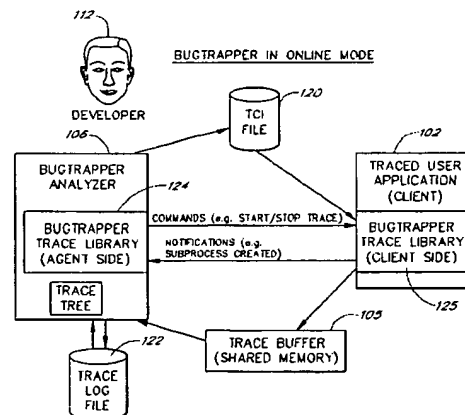 112
BUGTRAPPER IN ONLINE MODE
DEVELOPER
120
TCI
FILE
106
102
BUGTRAPPER
ANALYZER
124
TRACED USER
APPLICATION
(CLIENT)
BUGTRAPPER
TRACE LIBRARY
(AGENT SIDE)
COMMANDS (e.g. START/STOP TRACE)
NOTIFICATIONS (e.g.
SUBPROCESS CREATED)
BUGTRAPPER
TRACE LIBRARY
(CLIENT SIDE)
125
TRACE
TREE
105
TRACE BUFFER
(SHARED MEMORY)
122
TRACE
LOG
FILE